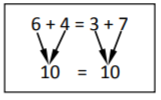 6 + 4 = 3 + 7
10 = 10